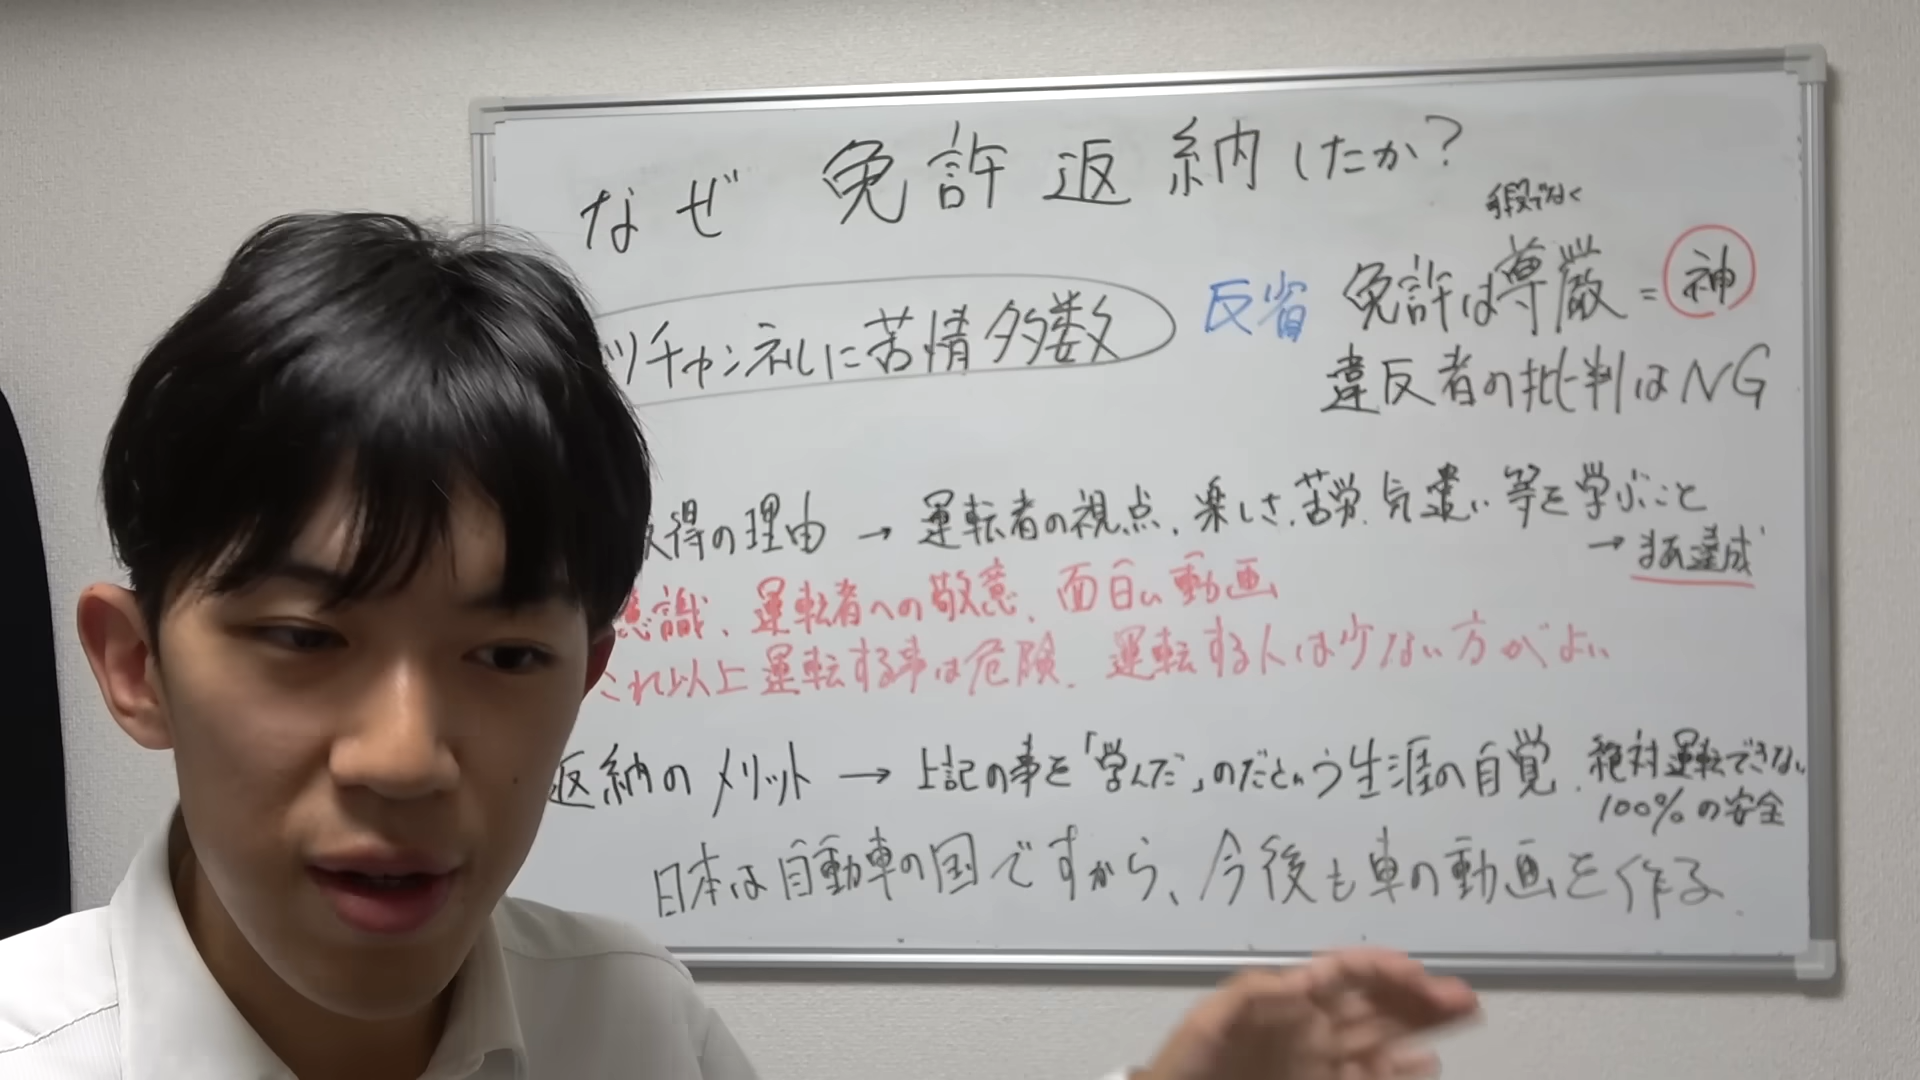 なぜ 免許返納したか?
手段でなく
ツチャンネルに苦情多数
反省 免許は尊厳=神
違反者の批判はNG
取得の理由 → 運転者の視点、楽しさ、苦労、気遣い等を学ぶこと
→まあ達成
意識、運転者への敬意、面白い動画
これ以上運転する事は危険、運転する人は少ない方がよい
返納のメリット → 上記の事を「学んだ」のだという生涯の自覚、絶対運転できない
100%の安全
日本は自動車の国ですから、今後も車の動画を作る